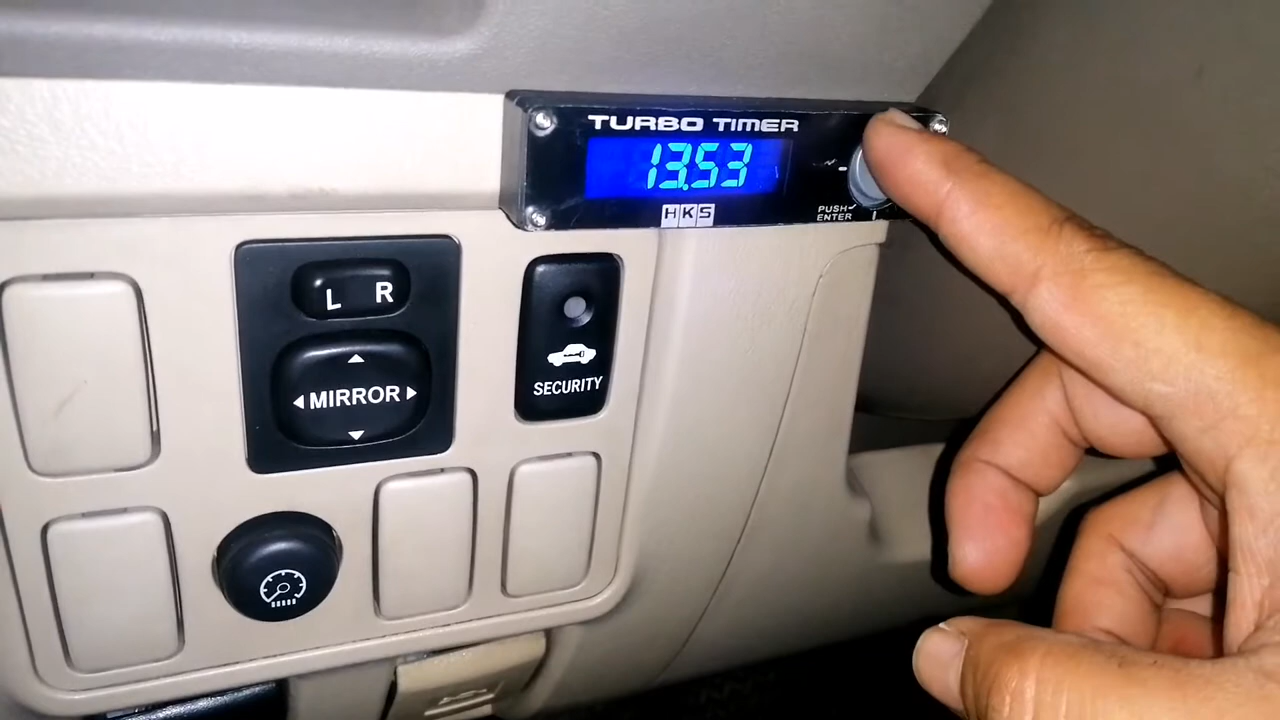 TURBO TIMER
13.53
HKS
PUSH
ENTER
L R
MIRROR
SECURITY